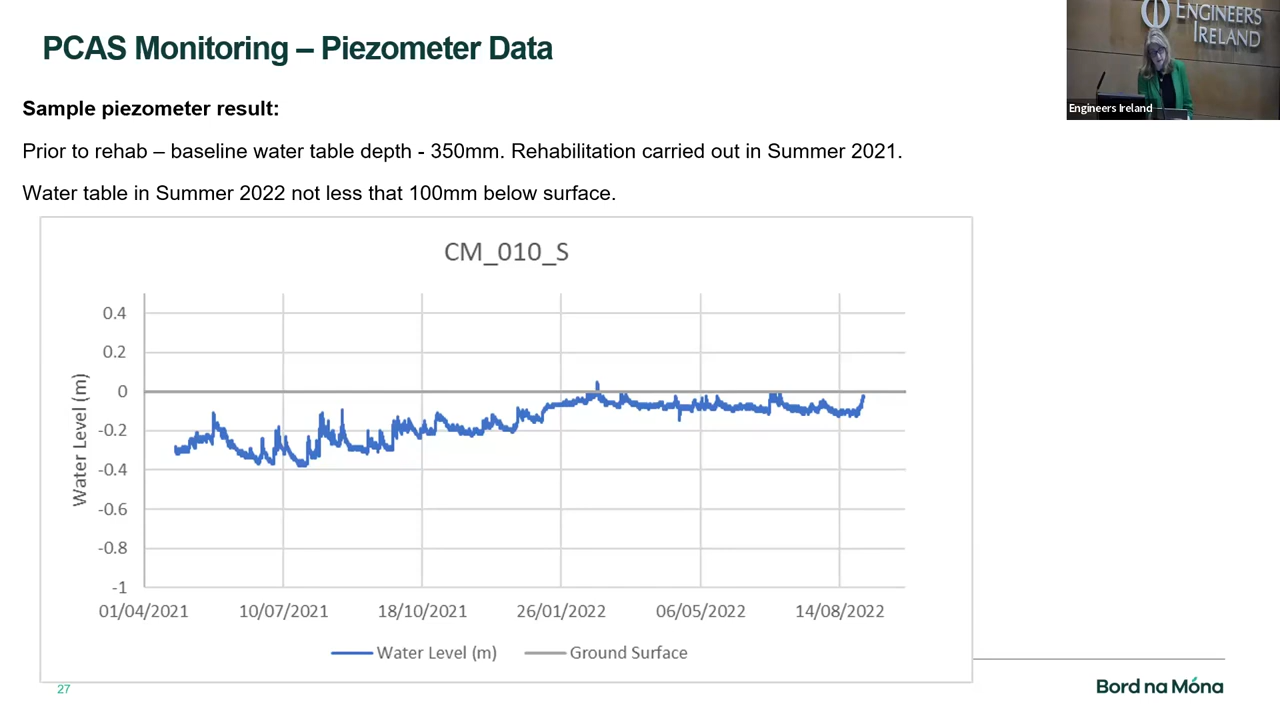 PCAS Monitoring – Piezometer Data
ENGINEERS
IRELAND
Engineers Ireland
Sample piezometer result:
Prior to rehab – baseline water table depth - 350mm. Rehabilitation carried out in Summer 2021.
Water table in Summer 2022 not less that 100mm below surface.
CM_010_S
Water Level (m)
0.4
0.2
0
-0.2
-0.4
-0.6
-0.8
-1
01/04/2021 10/07/2021 18/10/2021 26/01/2022 06/05/2022 14/08/2022
Water Level (m) Ground Surface
27
Bord na Móna